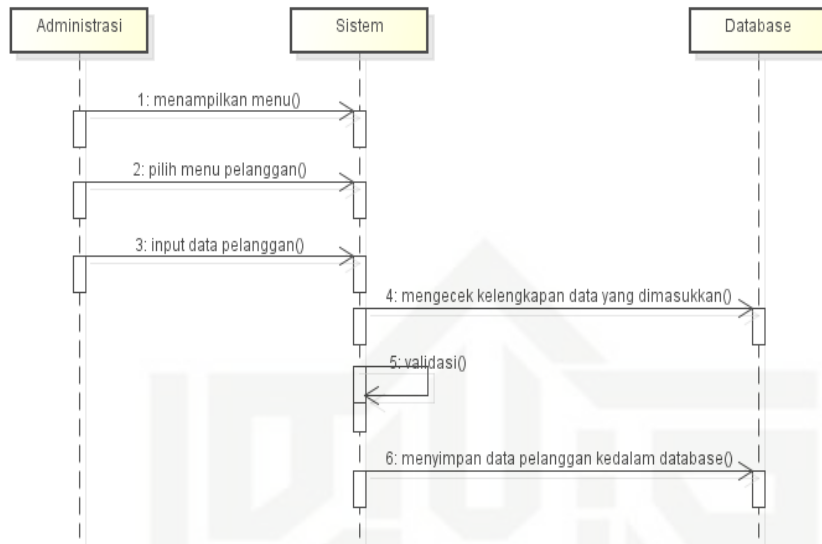 Administrasi
Sistem
Database
1: menampilkan menu()
2: pilih menu pelanggan()
3: input data pelanggan()
4: mengecek kelengkapan data yang dimasukkan()
5: validasi()
6: menyimpan data pelanggan kedalam database()